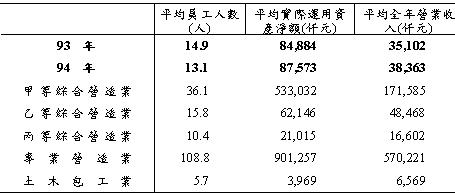 平均員工人數(人) 平均實際運用資產淨額(仟元) 平均全年營業收入(仟元)
93 年 14.9 84,884 35,102
94 年 13.1 87,573 38,363
甲等綜合營造業 36.1 533,032 171,585
乙等綜合營造業 15.8 62,146 48,468
丙等綜合營造業 10.4 21,015 16,602
專業營造業 108.8 901,257 570,221
土木包工業 5.7 3,969 6,569